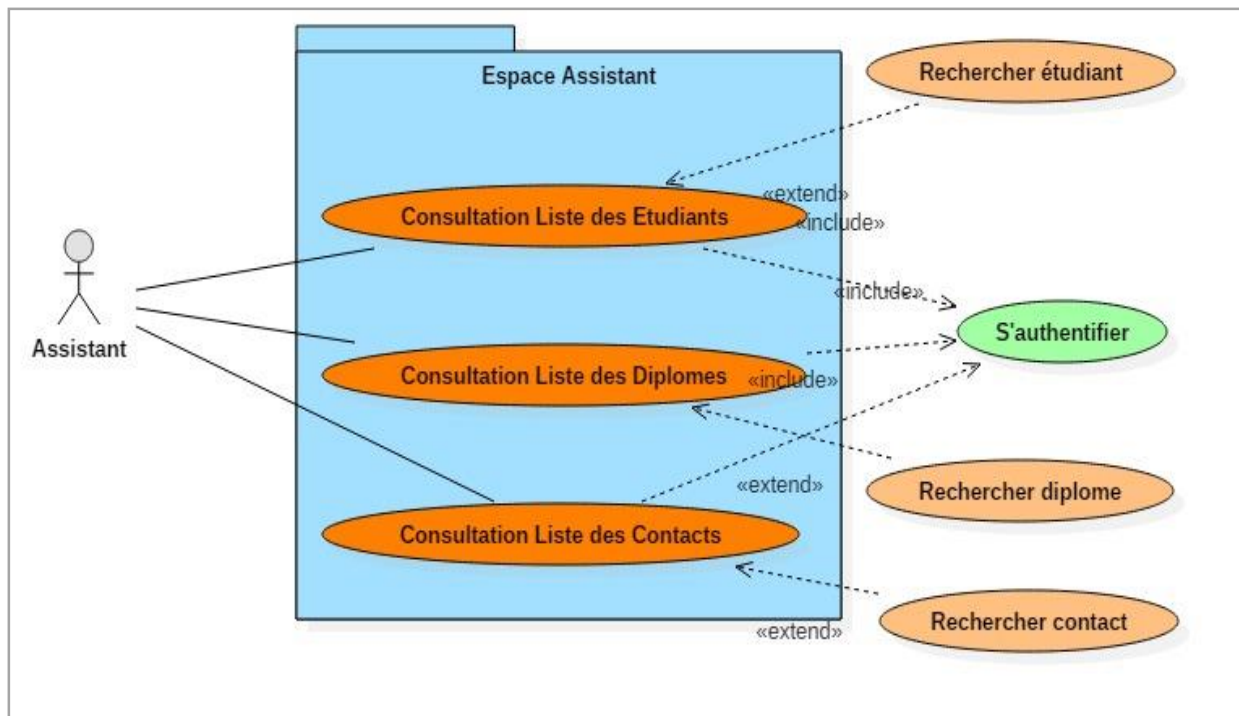 Espace Assistant
Rechercher étudiant
«extend»
Consultation Liste des Etudiants
«include»
«include»
S'authentifier
Assistant
Consultation Liste des Diplomes
«include»
«extend»
Rechercher diplome
Consultation Liste des Contacts
Rechercher contact
«extend»